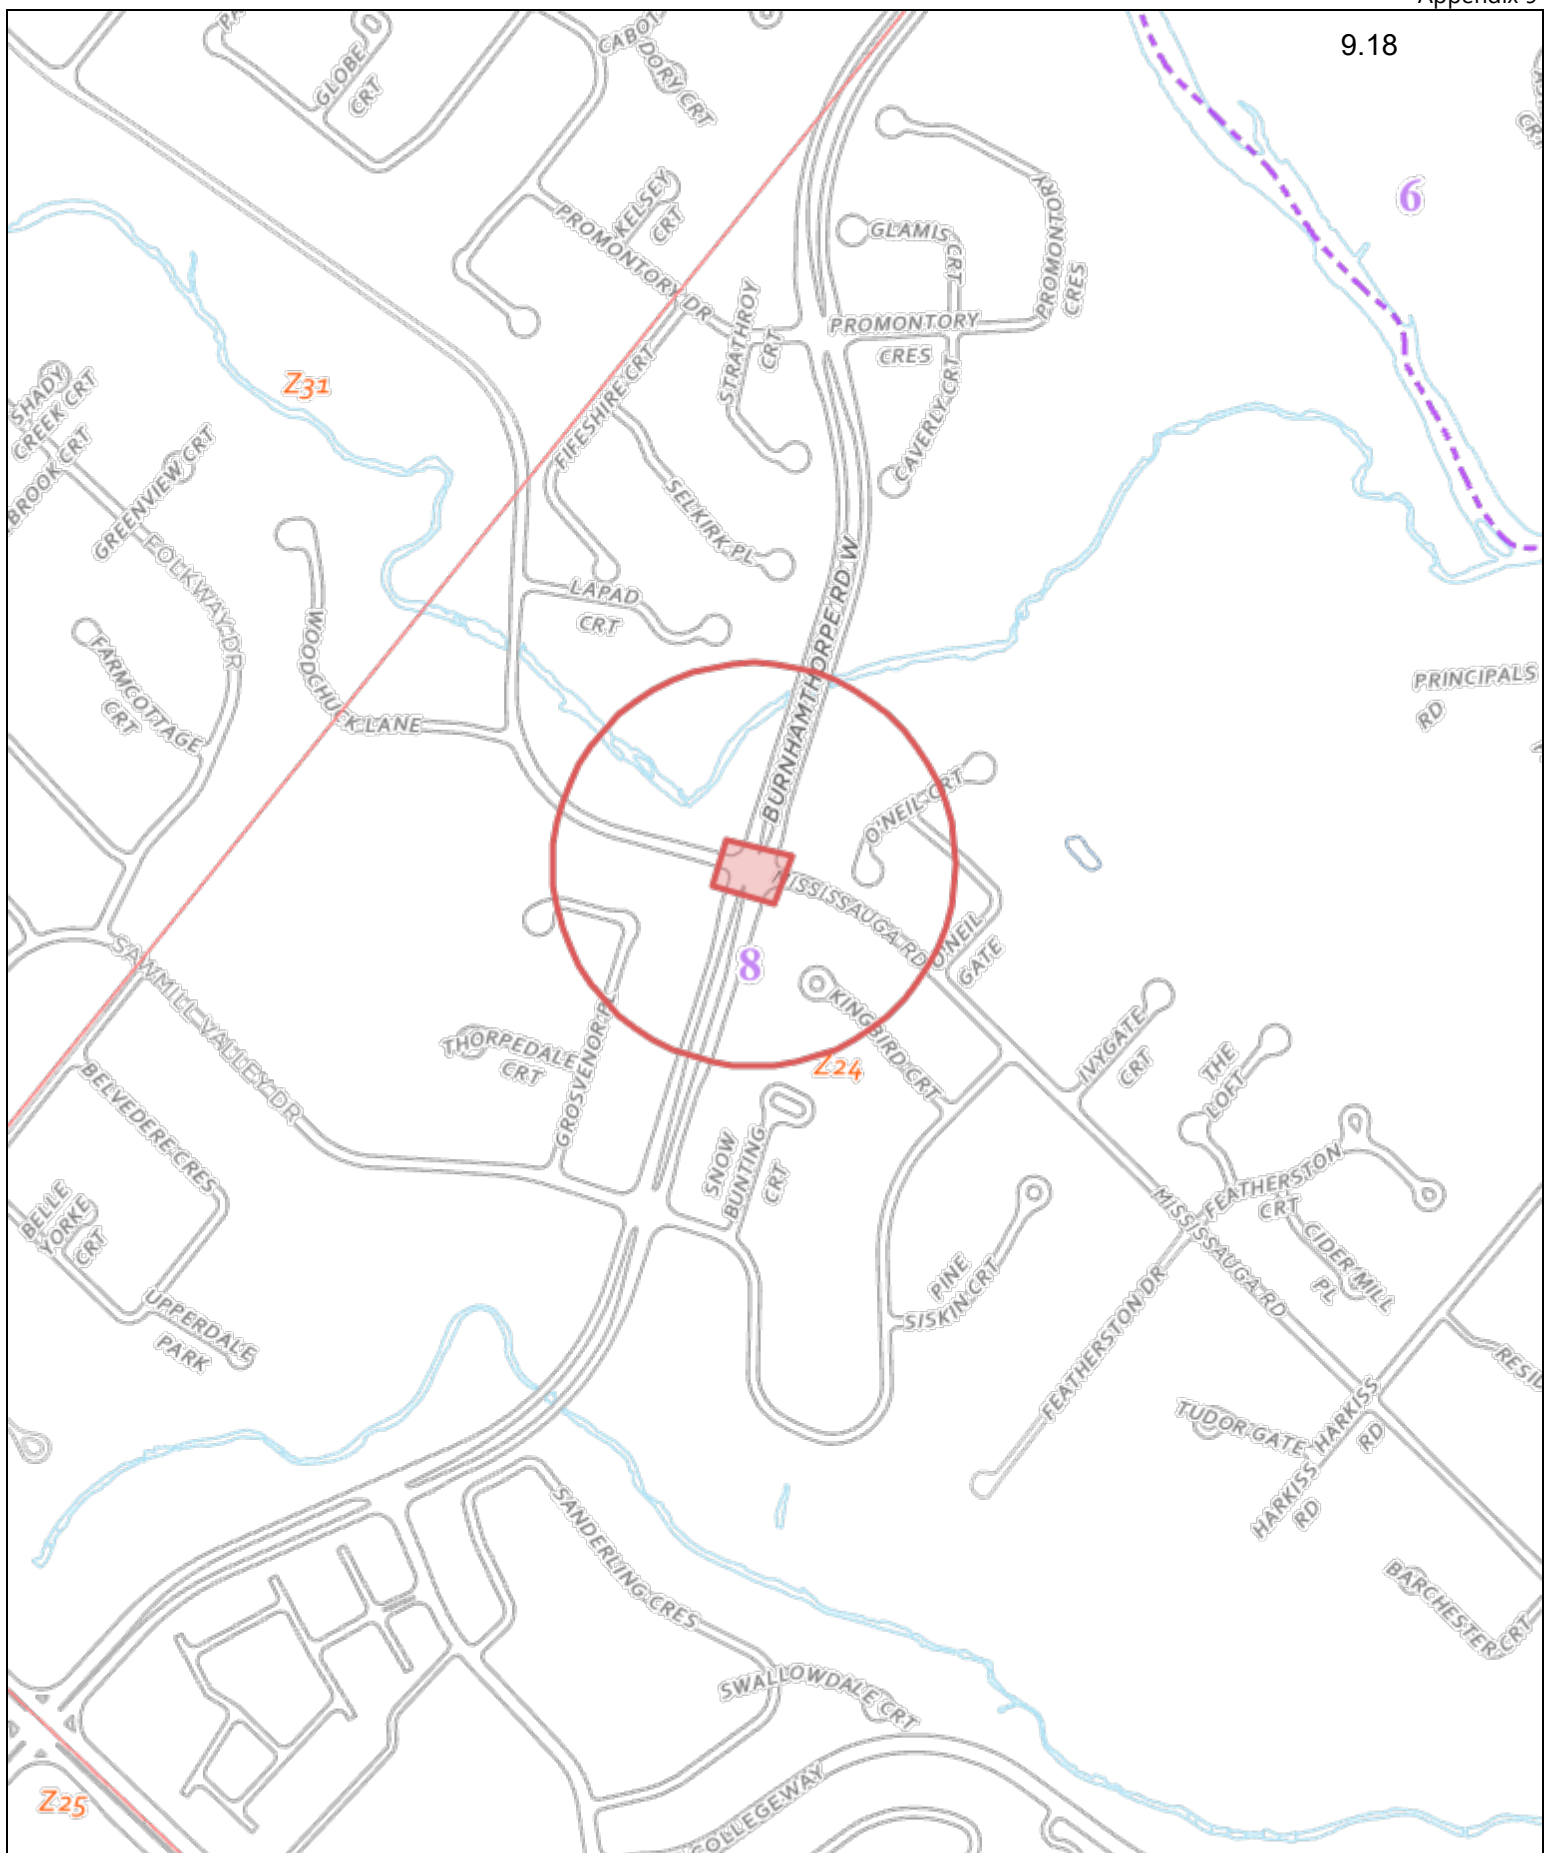 Appendix 9
9.18
GLOBE
CRT
CABOT
DORY CRT
KELSEY
CRT
PROMONTORY DR
GLAMIS
CRT
PROMONTORY
CRES
6
STRATHROY
CRT
PROMONTORY
CRES
CAVERLY CRT
FIFESHIRE CRT
Z31
SHADY
CREEK CRT
BROOK CRT
GREENVIEW CRT
FOLKWAY DR
SELKIRK PL
LAPAD
CRT
BURNHAMTHORPE RD W
WOODCHUCK LANE
FARMCOTTAGE
CRT
PRINCIPALS
RD
O'NEIL CRT
MISSISSAUGA RD
O'NEIL
GATE
8
KINGBIRD CRT
SAWMILL VALLEY DR
THORPEDALE
CRT
GROSVENOR PL
Z24
IVYGATE
CRT
THE
LOFT
BELVEDERE CRES
SNOW
BUNTING
CRT
FEATHERSTON
CRT
MISSISSAUGA RD
CIDER MILL
PL
BELLE
YORKE
CRT
PINE
SISKIN CRT
FEATHERSTON DR
UPPERDALE
PARK
RESID
TUDOR GATE
HARKISS
RD
HARKISS
RD
SANDERLING CRES
BARCHESTER CRT
SWALLOWDALE CRT
Z25
COLLEGEWAY